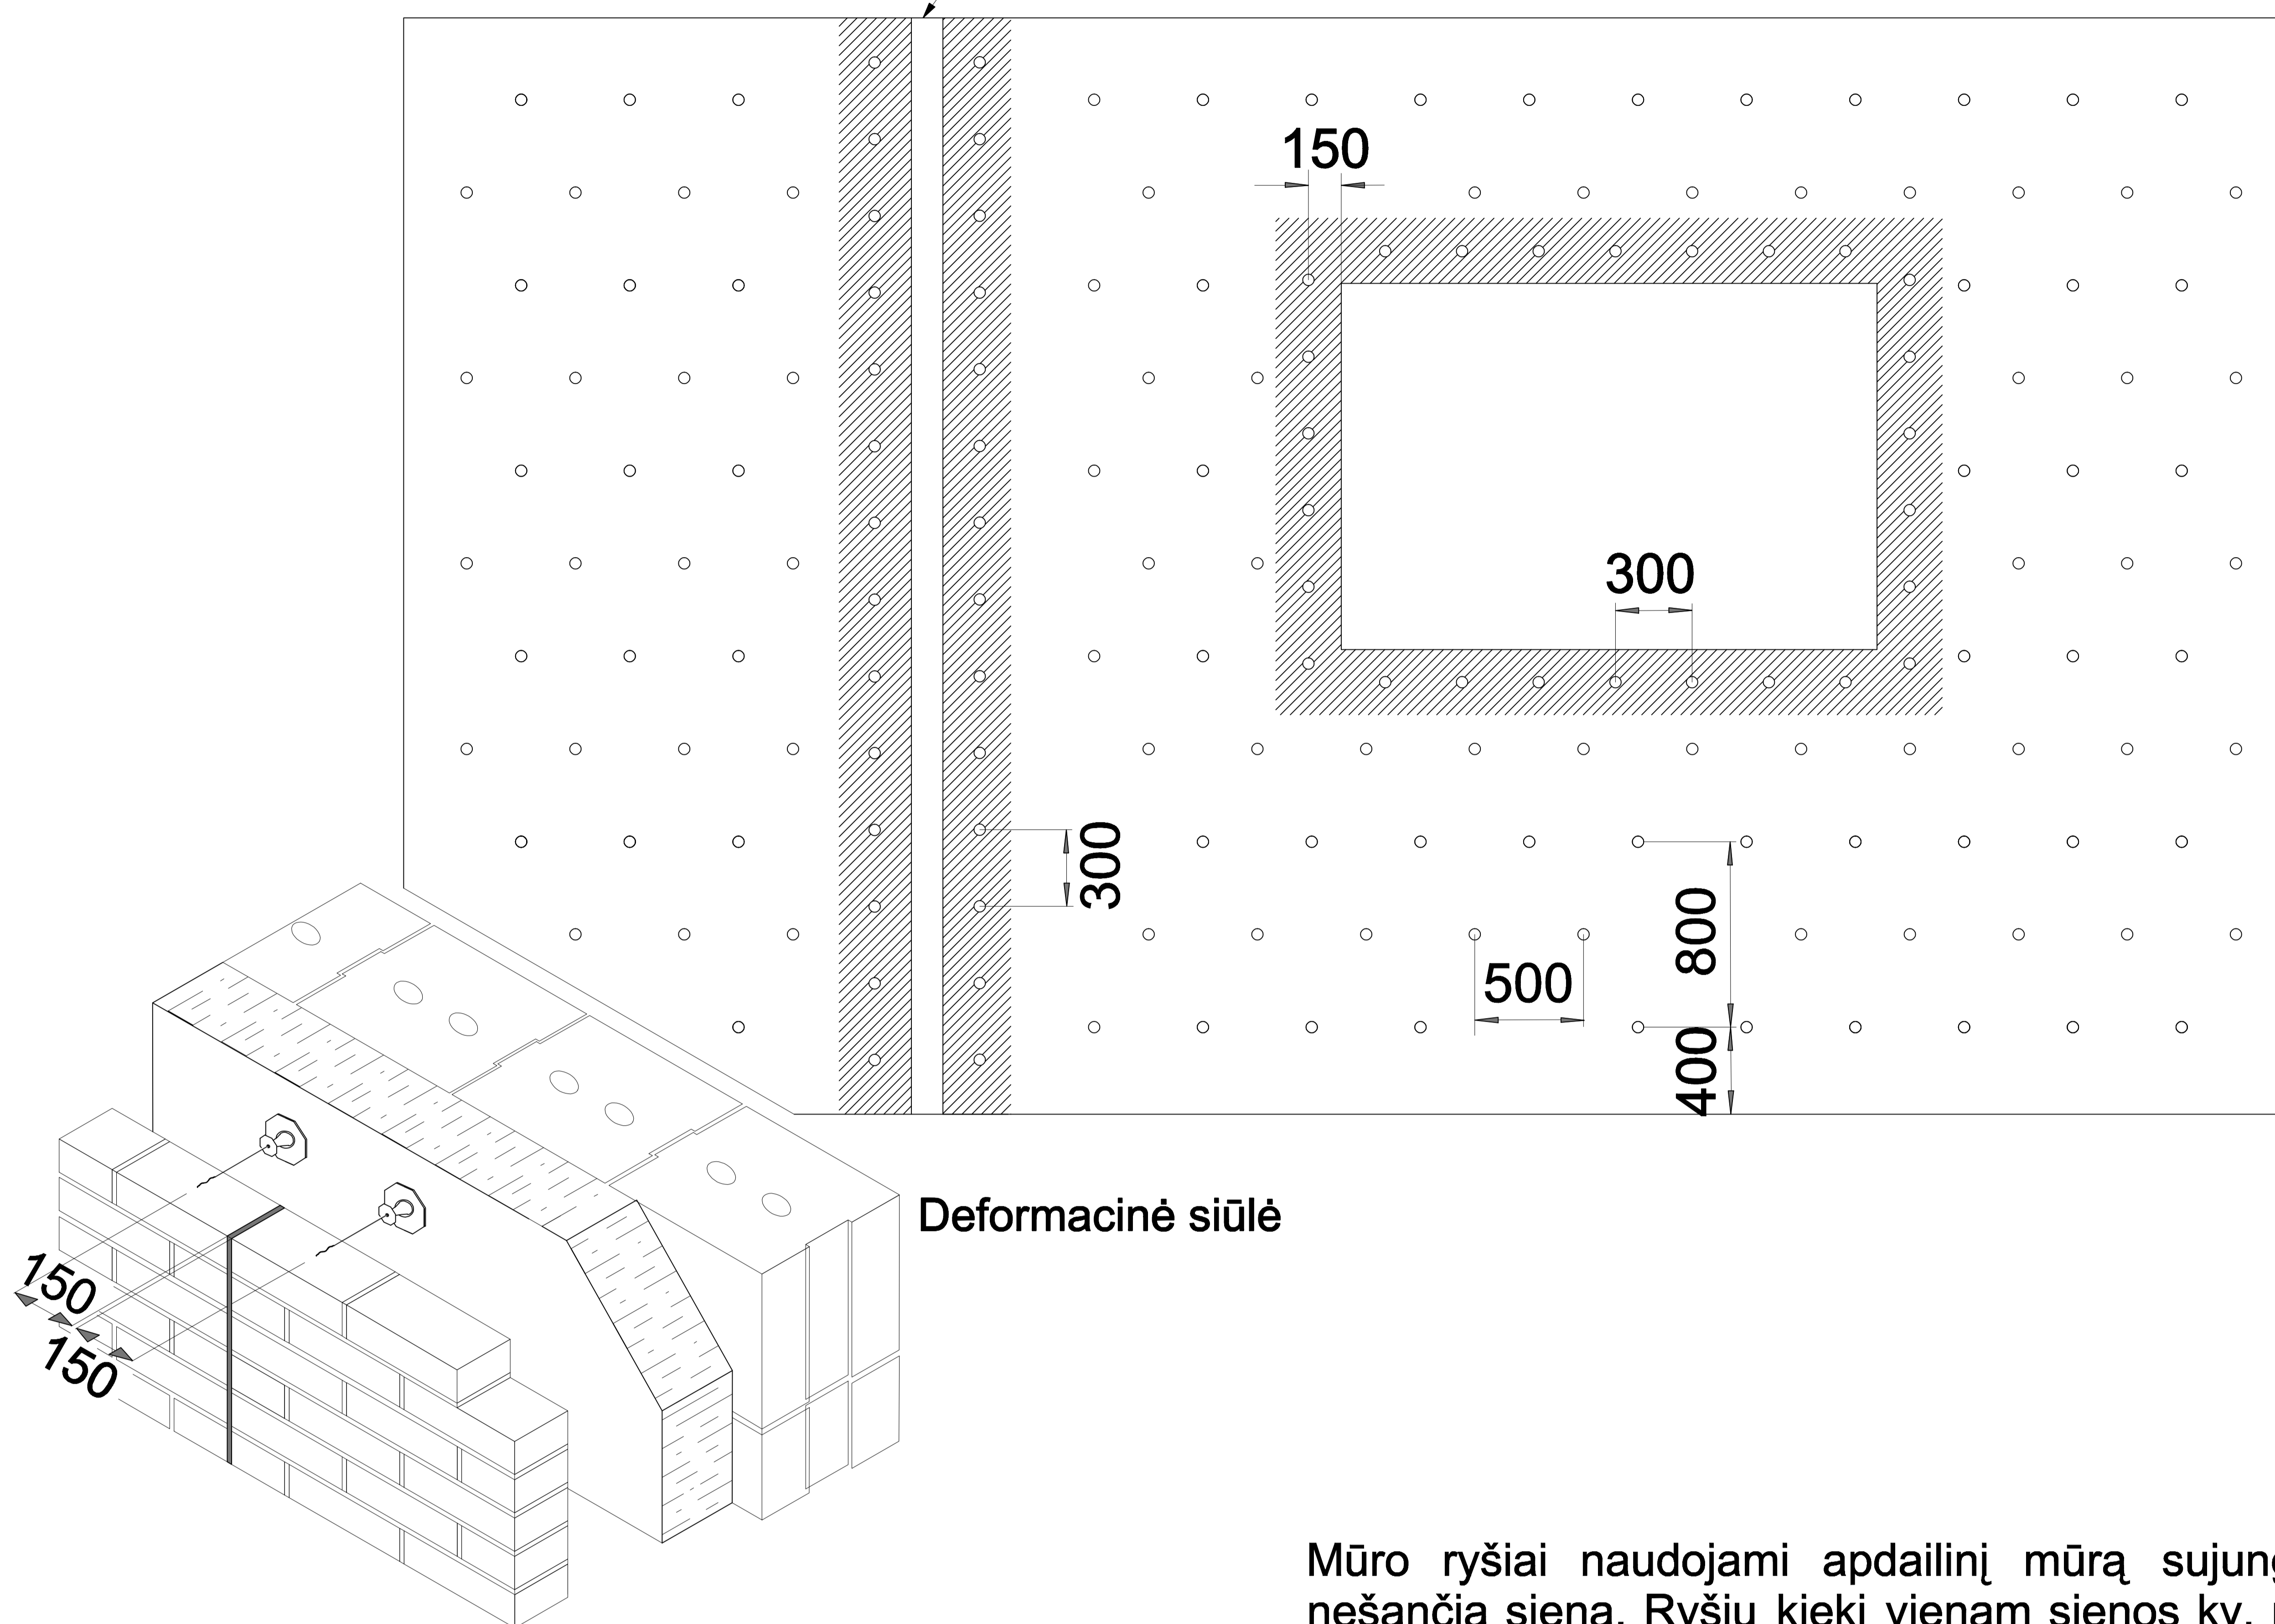 150
300
300
800
500
400
Deformacinė siūlė
150
150
Mūro ryšiai naudojami apdailinį mūrą
nešančia siena. Ryšių kiekį vienam sienos kv.